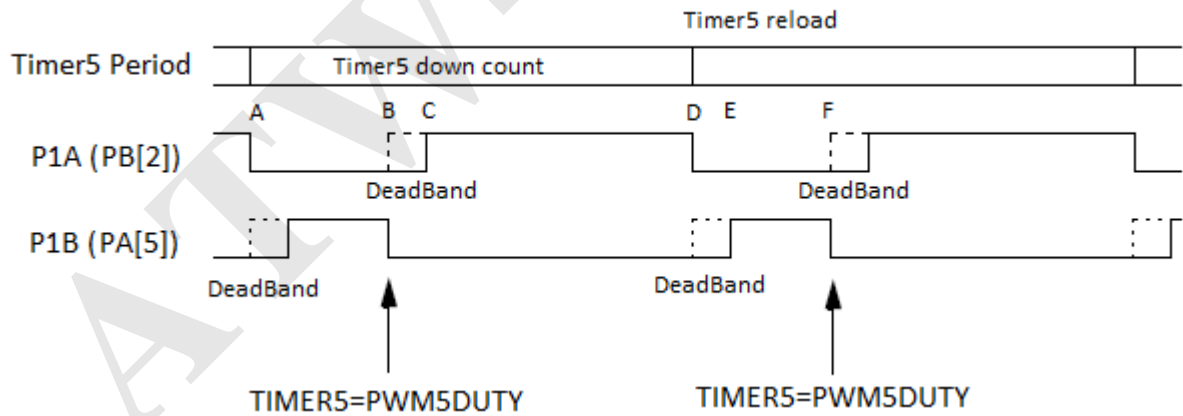 Timer5 reload
Timer5 Period
Timer5 down count
A B C D E F
P1A (PB[2])
DeadBand DeadBand
P1B (PA[5])
DeadBand DeadBand
TIMER5=PWM5DUTY TIMER5=PWM5DUTY